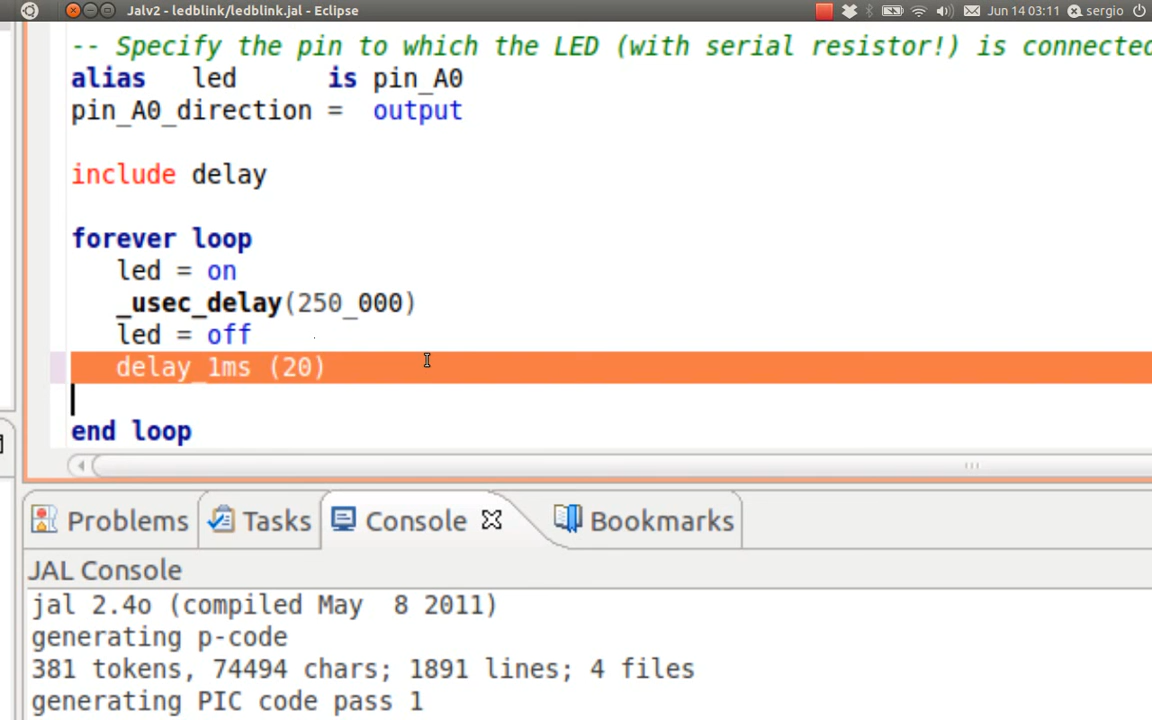 Jalv2 - ledblink/ledblink.jal - Eclipse
Jun 14 03:11 sergio
-- Specify the pin to which the LED (with serial resistor!) is connected
alias led is pin_A0
pin_A0_direction = output
include delay
forever loop
led = on
_usec_delay(250_000)
led = off
delay_1ms (20)
end loop
Problems Tasks Console Bookmarks
JAL Console
jal 2.4o (compiled May 8 2011)
generating p-code
381 tokens, 74494 chars; 1891 lines; 4 files
generating PIC code pass 1